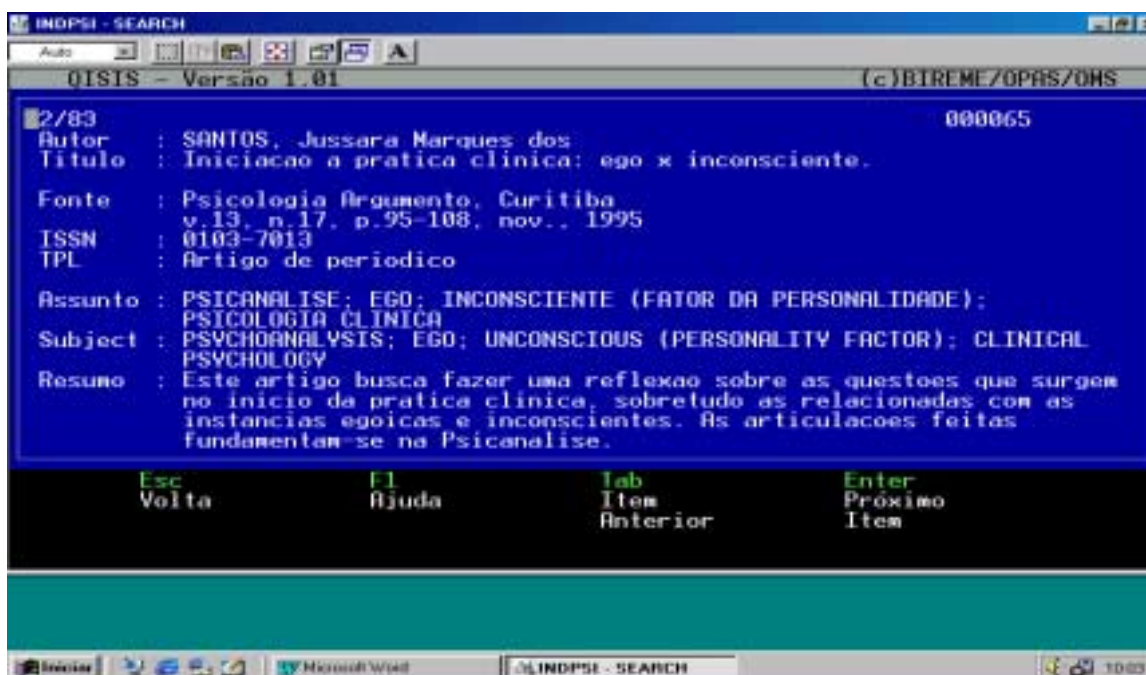 INDPSI - SEARCH
Auto
A
QISIS - Versão 1.01 (c)BIREME/OPAS/OMS
2/83 000065
Autor : SANTOS, Jussara Marques dos
Titulo : Iniciacao a pratica clinica: ego x inconsciente.
Fonte : Psicologia Argumento, Curitiba
v.13, n.17, p.95-108, nov., 1995
ISSN : 0103-7013
TPL : Artigo de periodico
Assunto : PSICANALISE; EGO; INCONSCIENTE (FATOR DA PERSONALIDADE);
PSICOLOGIA CLINICA
Subject : PSYCHOANALYSIS; EGO; UNCONSCIOUS (PERSONALITY FACTOR); CLINICAL
PSYCHOLOGY
Resumo : Este artigo busca fazer uma reflexao sobre as questoes que surgem
no inicio da pratica clinica, sobretudo as relacionadas com as
instancias egoicas e inconscientes. As articulacoes feitas
fundamentam-se na Psicanalise.
Esc F1 Tab Enter
Volta Ajuda Item Próximo
Anterior Item
Iniciar Microsoft Word INDPSI - SEARCH 10:03